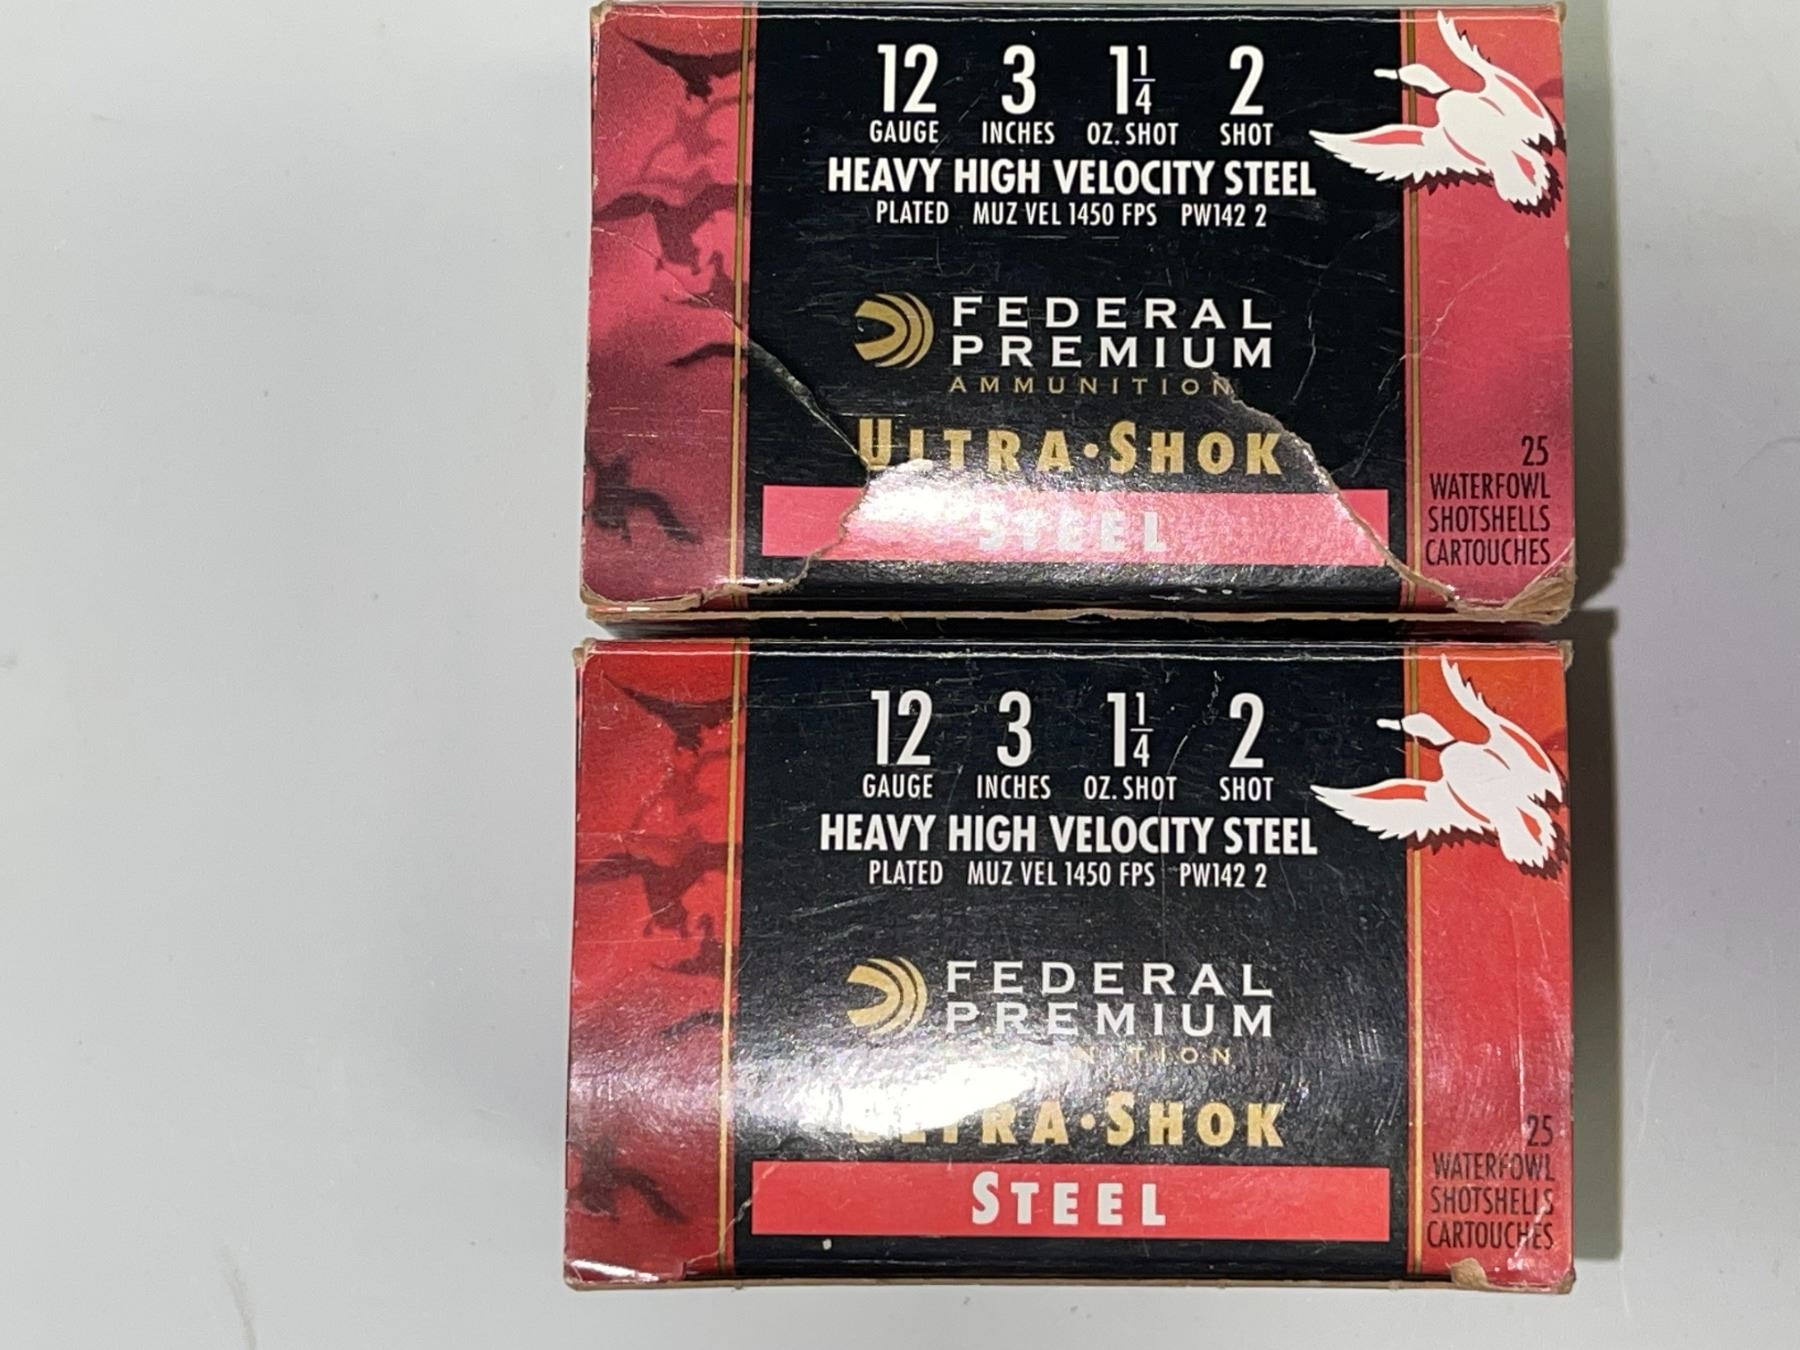 12 3 1 1/4 2
GAUGE INCHES OZ. SHOT SHOT
HEAVY HIGH VELOCITY STEEL
PLATED MUZ VEL 1450 FPS PW142 2
FEDERAL
PREMIUM
AMMUNITION
ULTRA·SHOK
STEEL
25
WATERFOWL
SHOTSHELLS
CARTOUCHES
12 3 1 1/4 2
GAUGE INCHES OZ. SHOT SHOT
HEAVY HIGH VELOCITY STEEL
PLATED MUZ VEL 1450 FPS PW142 2
FEDERAL
PREMIUM
ULTRA·SHOK
STEEL
25
WATERFOWL
SHOTSHELLS
CARTOUCHES